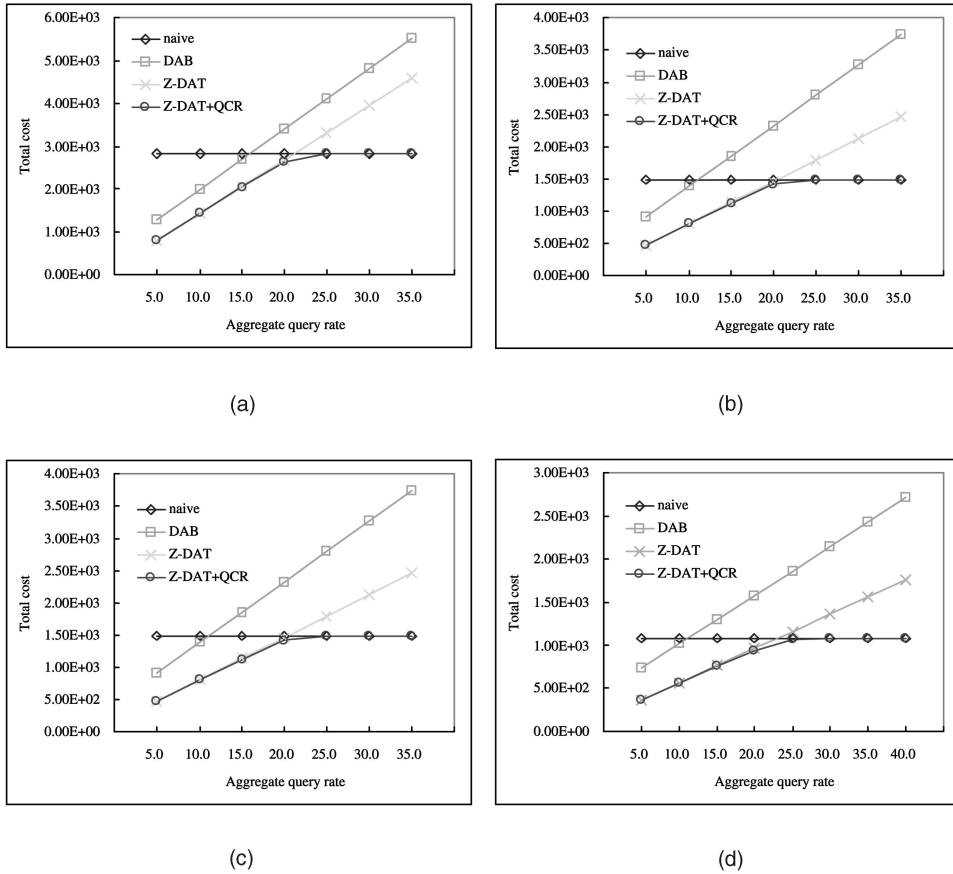 6.00E+03
5.00E+03
4.00E+03
3.00E+03
2.00E+03
1.00E+03
0.00E+00
Total cost
naive
DAB
Z-DAT
Z-DAT+QCR
5.0 10.0 15.0 20.0 25.0 30.0 35.0
Aggregate query rate
(a)
4.00E+03
3.50E+03
3.00E+03
2.50E+03
2.00E+03
1.50E+03
1.00E+03
5.00E+02
0.00E+00
Total cost
naive
DAB
Z-DAT
Z-DAT+QCR
5.0 10.0 15.0 20.0 25.0 30.0 35.0
Aggregate query rate
(b)
4.00E+03
3.50E+03
3.00E+03
2.50E+03
2.00E+03
1.50E+03
1.00E+03
5.00E+02
0.00E+00
Total cost
naive
DAB
Z-DAT
Z-DAT+QCR
5.0 10.0 15.0 20.0 25.0 30.0 35.0
Aggregate query rate
(c)
3.00E+03
2.50E+03
2.00E+03
1.50E+03
1.00E+03
5.00E+02
0.00E+00
Total cost
naive
DAB
Z-DAT
Z-DAT+QCR
5.0 10.0 15.0 20.0 25.0 30.0 35.0 40.0
Aggregate query rate
(d)